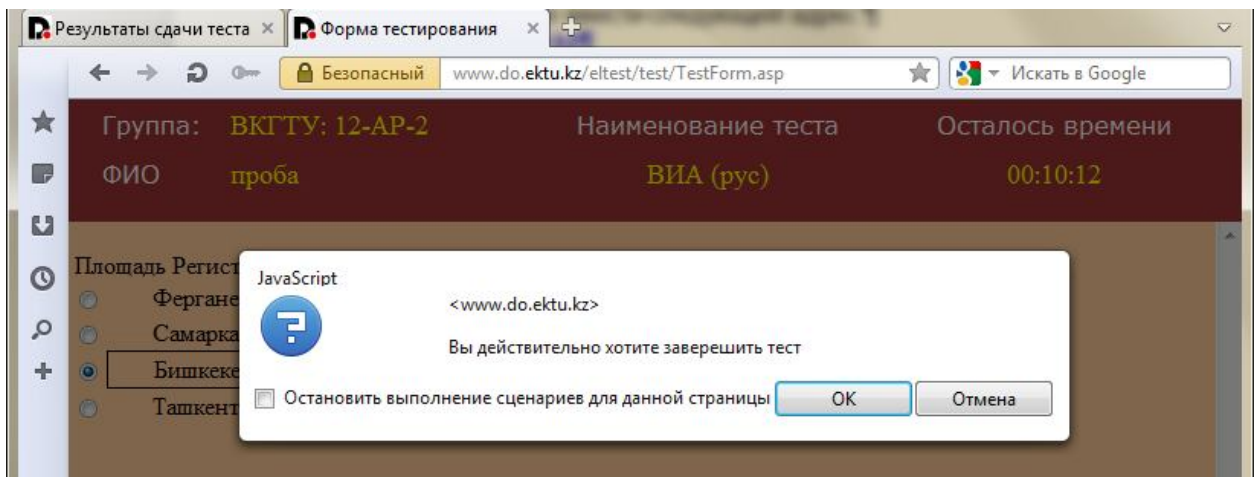 Результаты сдачи теста
Форма тестирования
Безопасный
www.do.ektu.kz/eltest/test/TestForm.asp
Искать в Google
Группа: ВКГТУ: 12-АР-2 Наименование теста Осталось времени
ФИО проба ВИА (рус) 00:10:12
Площадь Регист
Фергане
Самарка
Бишкеке
Ташкент
JavaScript
<www.do.ektu.kz>
Вы действительно хотите заверешить тест
Остановить выполнение сценариев для данной страницы
OK
Отмена